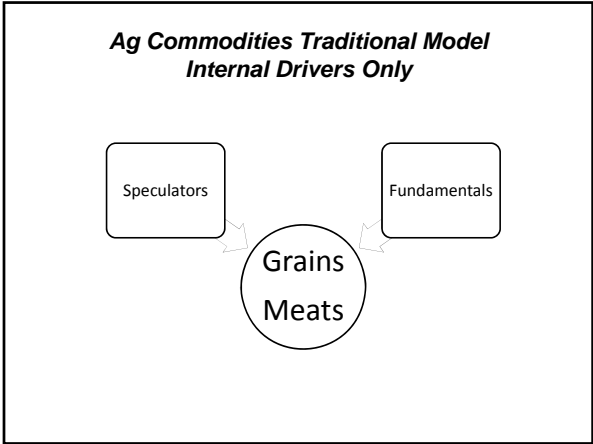 Ag Commodities Traditional Model
Internal Drivers Only
Speculators
Fundamentals
Grains
Meats